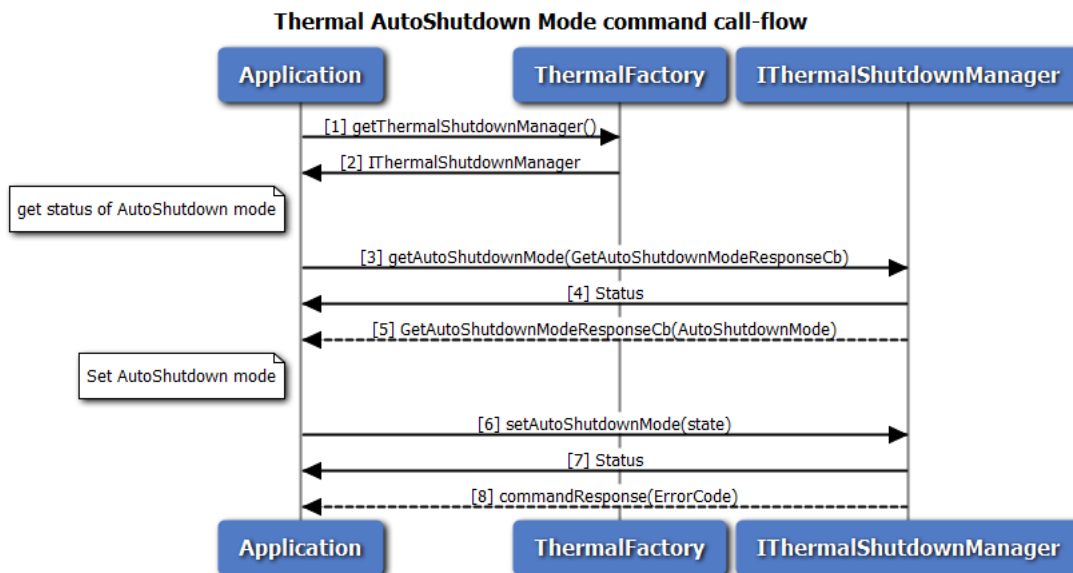 Thermal AutoShutdown Mode command call-flow
Application
ThermalFactory
IThermalShutdownManager
[1] getThermalShutdownManager()
[2] IThermalShutdownManager
get status of AutoShutdown mode
[3] getAutoShutdownMode(GetAutoShutdownModeResponseCb)
[4] Status
[5] GetAutoShutdownModeResponseCb(AutoShutdownMode)
Set AutoShutdown mode
[6] setAutoShutdownMode(state)
[7] Status
[8] commandResponse(ErrorCode)
Application
ThermalFactory
IThermalShutdownManager